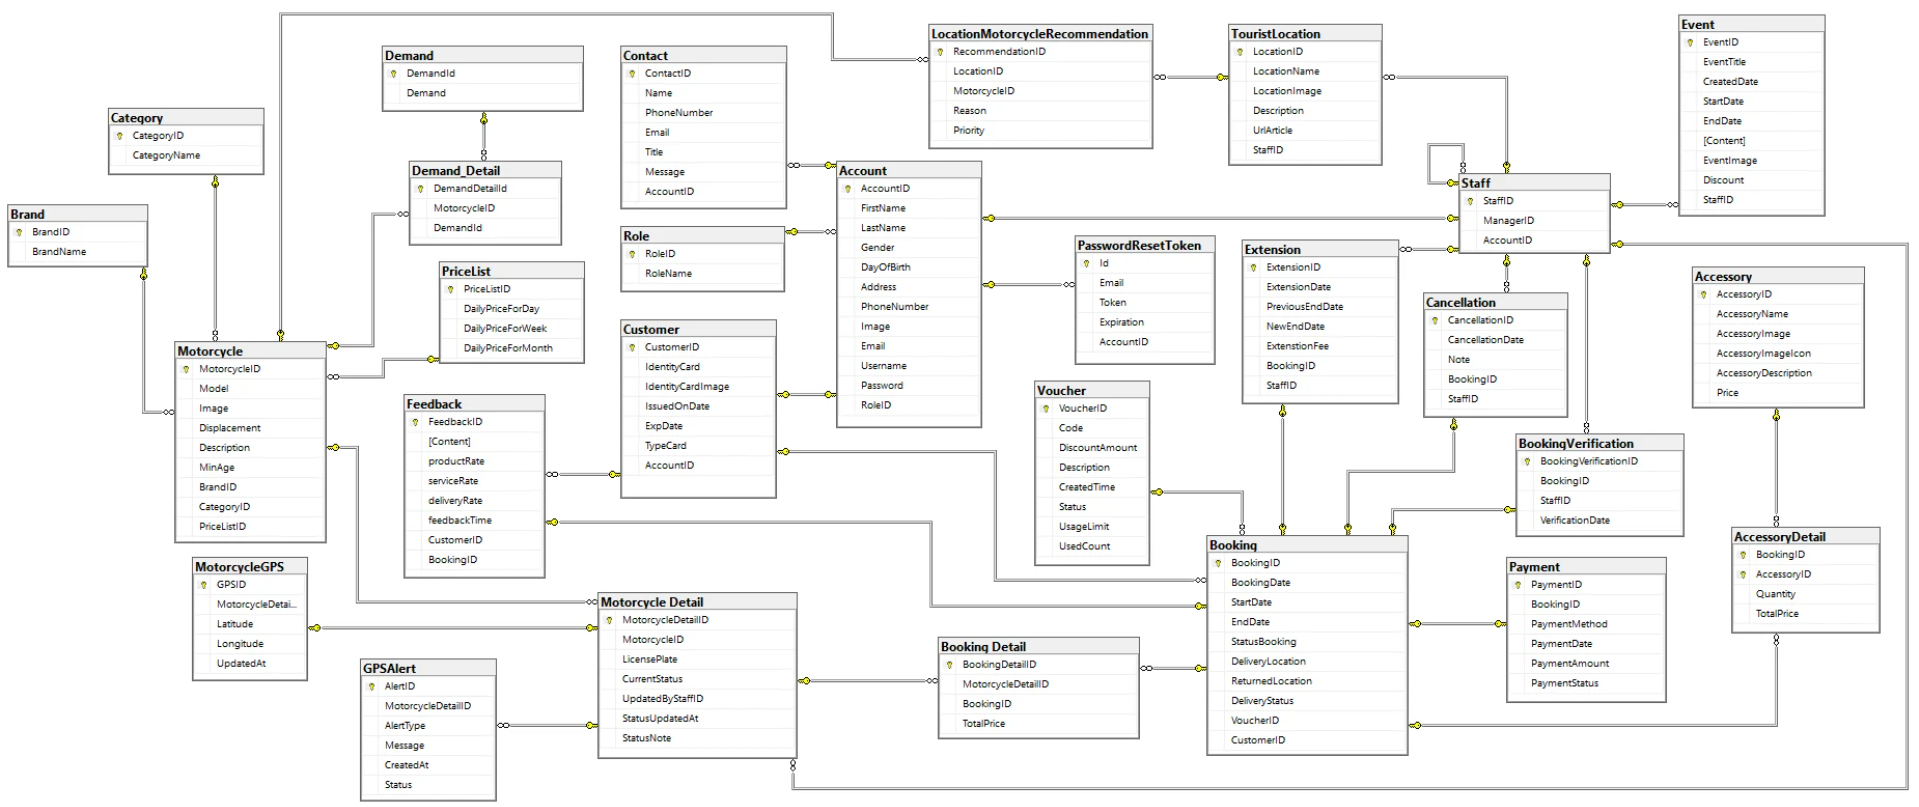 Category
CategoryID
CategoryName
Brand
BrandID
BrandName
Demand
DemandId
Demand
Demand_Detail
DemandDetailId
MotorcycleID
DemandId
PriceList
PriceListID
DailyPriceForDay
DailyPriceForWeek
DailyPriceForMonth
Motorcycle
MotorcycleID
Model
Image
Displacement
Description
MinAge
BrandID
CategoryID
PriceListID
Contact
ContactID
Name
PhoneNumber
Email
Title
Message
AccountID
Role
RoleID
RoleName
Customer
CustomerID
IdentityCard
IdentityCardImage
IssuedOnDate
ExpDate
TypeCard
AccountID
Feedback
FeedbackID
[Content]
productRate
serviceRate
deliveryRate
feedbackTime
CustomerID
BookingID
Account
AccountID
FirstName
LastName
Gender
DayOfBirth
Address
PhoneNumber
Image
Email
Username
Password
RoleID
LocationMotorcycleRecommendation
RecommendationID
LocationID
MotorcycleID
Reason
Priority
TouristLocation
LocationID
LocationName
LocationImage
Description
UrlArticle
StaffID
Event
EventID
EventTitle
CreatedDate
StartDate
EndDate
[Content]
EventImage
Discount
StaffID
Staff
StaffID
ManagerID
AccountID
PasswordResetToken
Id
Email
Token
Expiration
AccountID
Extension
ExtensionID
ExtensionDate
PreviousEndDate
NewEndDate
ExtenstionFee
BookingID
StaffID
Cancellation
CancellationID
CancellationDate
Note
BookingID
StaffID
Accessory
AccessoryID
AccessoryName
AccessoryImage
AccessoryImageIcon
AccessoryDescription
Price
Voucher
VoucherID
Code
DiscountAmount
Description
CreatedTime
Status
UsageLimit
UsedCount
BookingVerification
BookingVerificationID
BookingID
StaffID
VerificationDate
AccessoryDetail
BookingID
AccessoryID
Quantity
TotalPrice
Booking
BookingID
BookingDate
StartDate
EndDate
StatusBooking
DeliveryLocation
ReturnedLocation
DeliveryStatus
VoucherID
CustomerID
Payment
PaymentID
BookingID
PaymentMethod
PaymentDate
PaymentAmount
PaymentStatus
MotorcycleGPS
GPSID
MotorcycleDetai...
Latitude
Longitude
UpdatedAt
GPSAlert
AlertID
MotorcycleDetailID
AlertType
Message
CreatedAt
Status
Motorcycle Detail
MotorcycleDetailID
MotorcycleID
LicensePlate
CurrentStatus
UpdatedByStaffID
StatusUpdatedAt
StatusNote
Booking Detail
BookingDetailID
MotorcycleDetailID
BookingID
TotalPrice